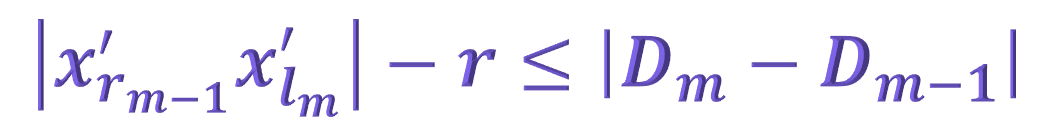 |x′_{r_{m−1}} x′_{l_m}| − r ≤ |D_m − D_{m−1}|